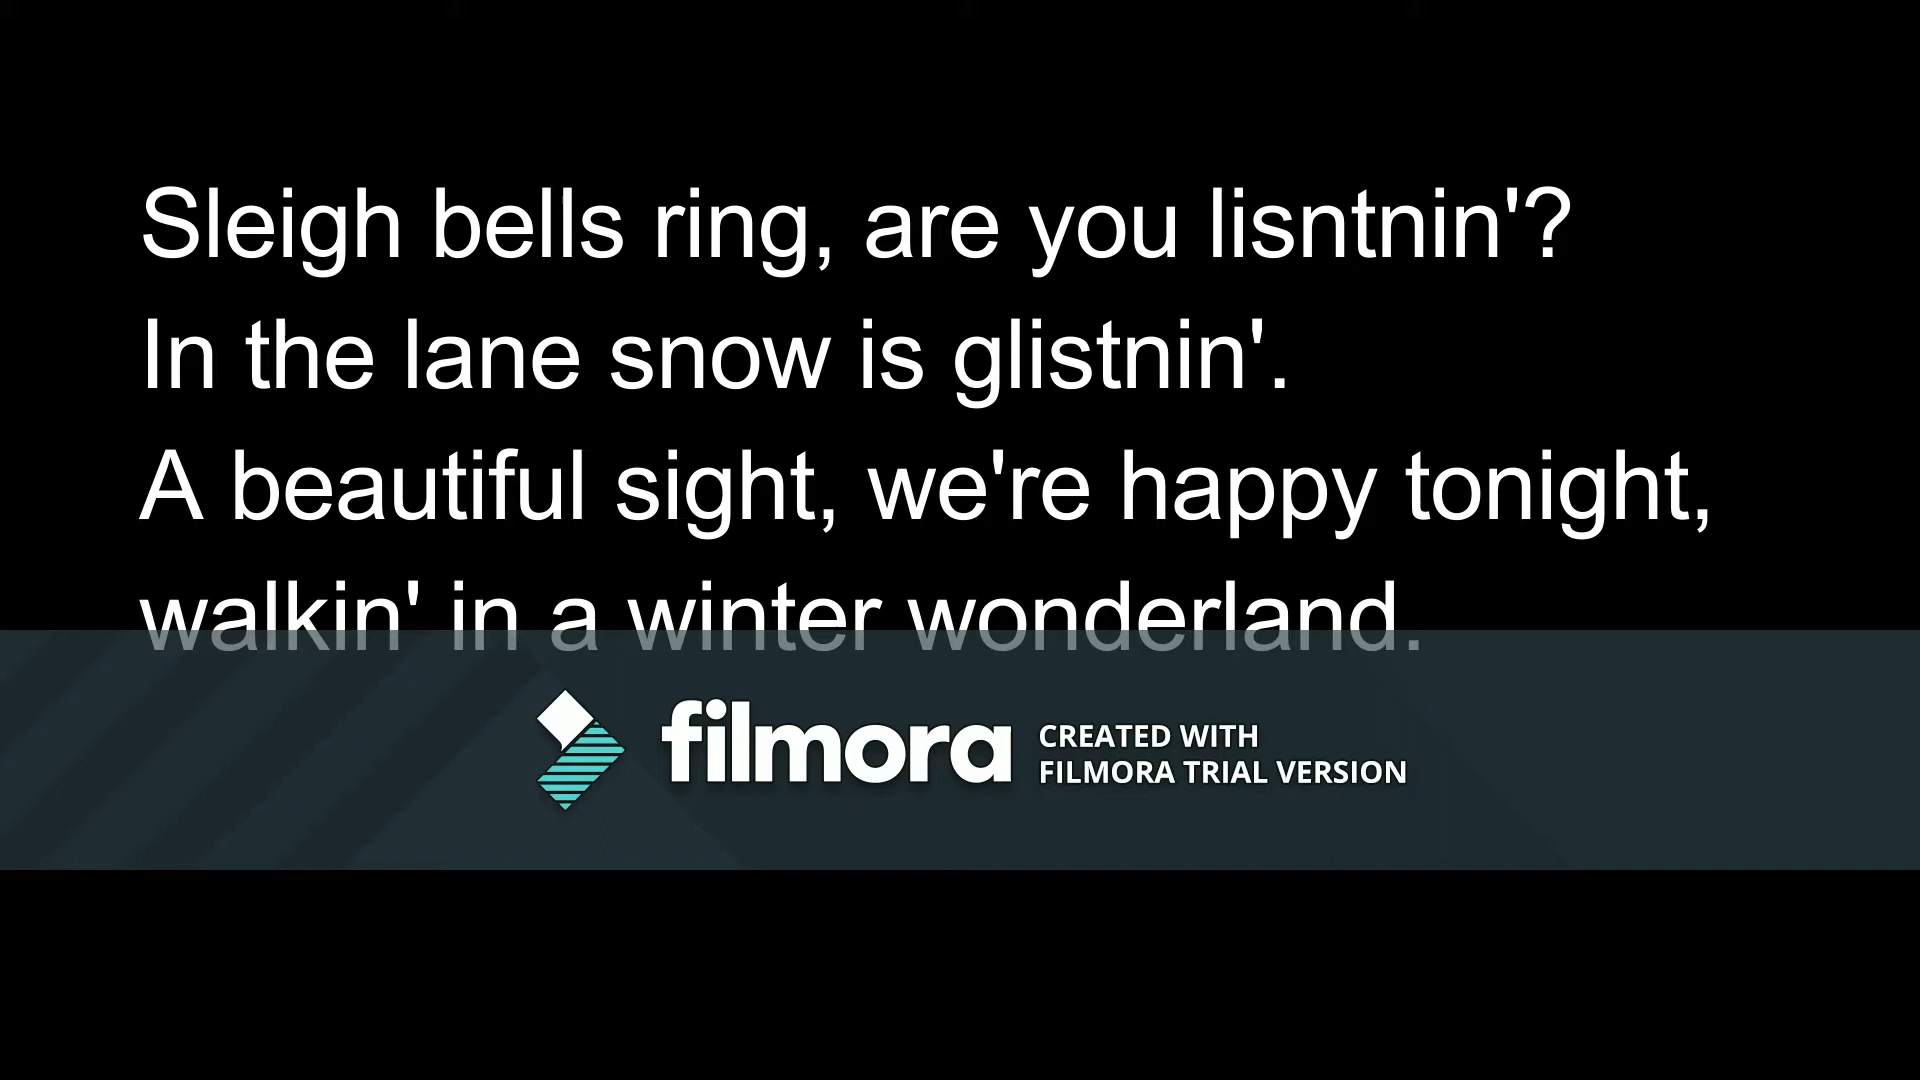 Sleigh bells ring, are you lisntnin'?
In the lane snow is glistnin'.
A beautiful sight, we're happy tonight,
walkin' in a winter wonderland.
filmora
CREATED WITH
FILMORA TRIAL VERSION